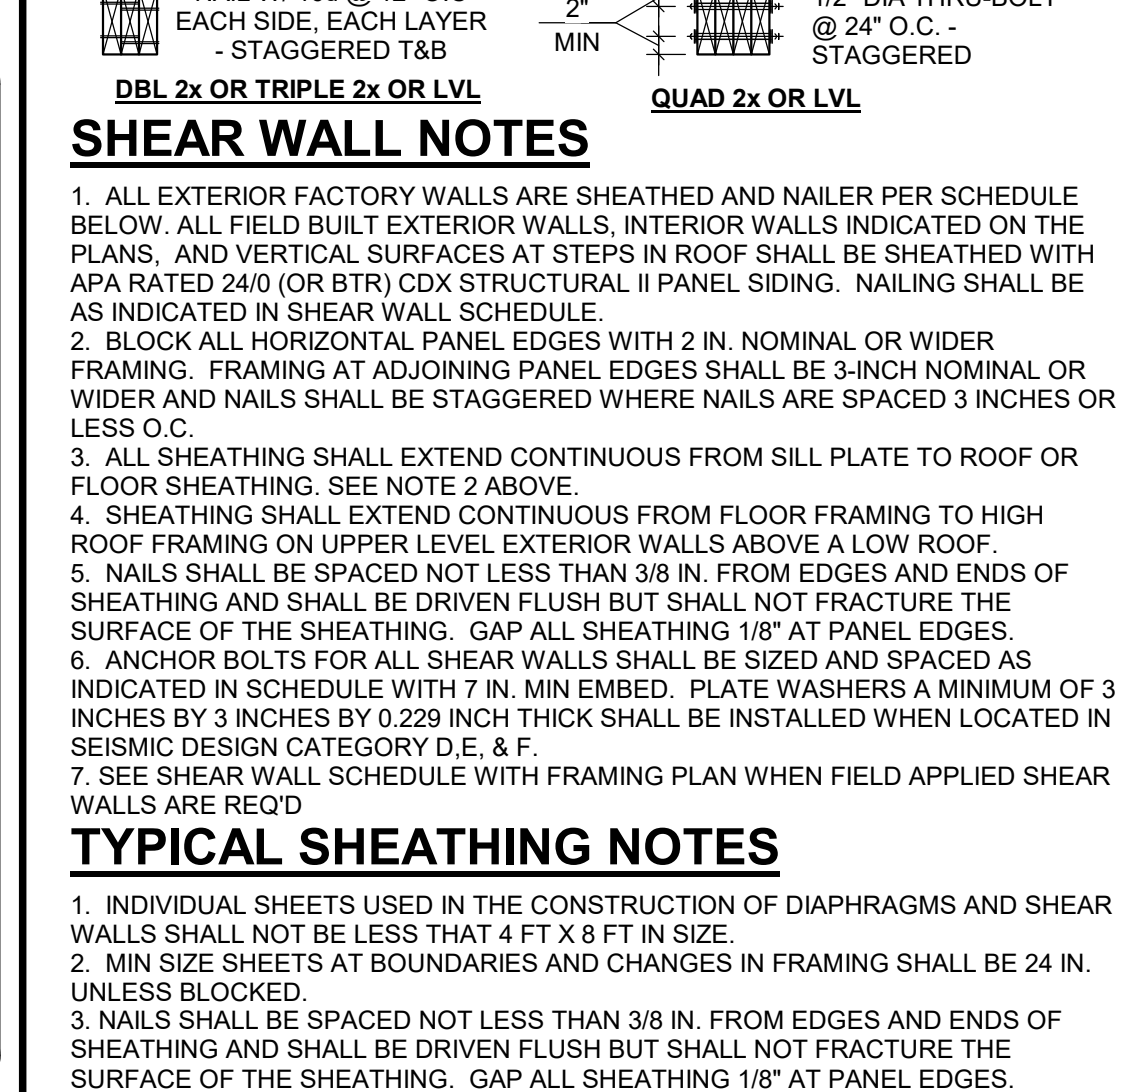 EACH SIDE, EACH LAYER
- STAGGERED T&B
DBL 2x OR TRIPLE 2x OR LVL
2"
MIN
1/2" DIA THRU-BOLT
@ 24" O.C. -
STAGGERED
QUAD 2x OR LVL
SHEAR WALL NOTES
1. ALL EXTERIOR FACTORY WALLS ARE SHEATHED AND NAILER PER SCHEDULE
BELOW. ALL FIELD BUILT EXTERIOR WALLS, INTERIOR WALLS INDICATED ON THE
PLANS, AND VERTICAL SURFACES AT STEPS IN ROOF SHALL BE SHEATHED WITH
APA RATED 24/0 (OR BTR) CDX STRUCTURAL II PANEL SIDING. NAILING SHALL BE
AS INDICATED IN SHEAR WALL SCHEDULE.
2. BLOCK ALL HORIZONTAL PANEL EDGES WITH 2 IN. NOMINAL OR WIDER
FRAMING. FRAMING AT ADJOINING PANEL EDGES SHALL BE 3-INCH NOMINAL OR
WIDER AND NAILS SHALL BE STAGGERED WHERE NAILS ARE SPACED 3 INCHES OR
LESS O.C.
3. ALL SHEATHING SHALL EXTEND CONTINUOUS FROM SILL PLATE TO ROOF OR
FLOOR SHEATHING. SEE NOTE 2 ABOVE.
4. SHEATHING SHALL EXTEND CONTINUOUS FROM FLOOR FRAMING TO HIGH
ROOF FRAMING ON UPPER LEVEL EXTERIOR WALLS ABOVE A LOW ROOF.
5. NAILS SHALL BE SPACED NOT LESS THAN 3/8 IN. FROM EDGES AND ENDS OF
SHEATHING AND SHALL BE DRIVEN FLUSH BUT SHALL NOT FRACTURE THE
SURFACE OF THE SHEATHING. GAP ALL SHEATHING 1/8" AT PANEL EDGES.
6. ANCHOR BOLTS FOR ALL SHEAR WALLS SHALL BE SIZED AND SPACED AS
INDICATED IN SCHEDULE WITH 7 IN. MIN EMBED. PLATE WASHERS A MINIMUM OF 3
INCHES BY 3 INCHES BY 0.229 INCH THICK SHALL BE INSTALLED WHEN LOCATED IN
SEISMIC DESIGN CATEGORY D,E, & F.
7. SEE SHEAR WALL SCHEDULE WITH FRAMING PLAN WHEN FIELD APPLIED SHEAR
WALLS ARE REQ'D
TYPICAL SHEATHING NOTES
1. INDIVIDUAL SHEETS USED IN THE CONSTRUCTION OF DIAPHRAGMS AND SHEAR
WALLS SHALL NOT BE LESS THAT 4 FT X 8 FT IN SIZE.
2. MIN SIZE SHEETS AT BOUNDARIES AND CHANGES IN FRAMING SHALL BE 24 IN.
UNLESS BLOCKED.
3. NAILS SHALL BE SPACED NOT LESS THAN 3/8 IN. FROM EDGES AND ENDS OF
SHEATHING AND SHALL BE DRIVEN FLUSH BUT SHALL NOT FRACTURE THE
SURFACE OF THE SHEATHING. GAP ALL SHEATHING 1/8" AT PANEL EDGES.